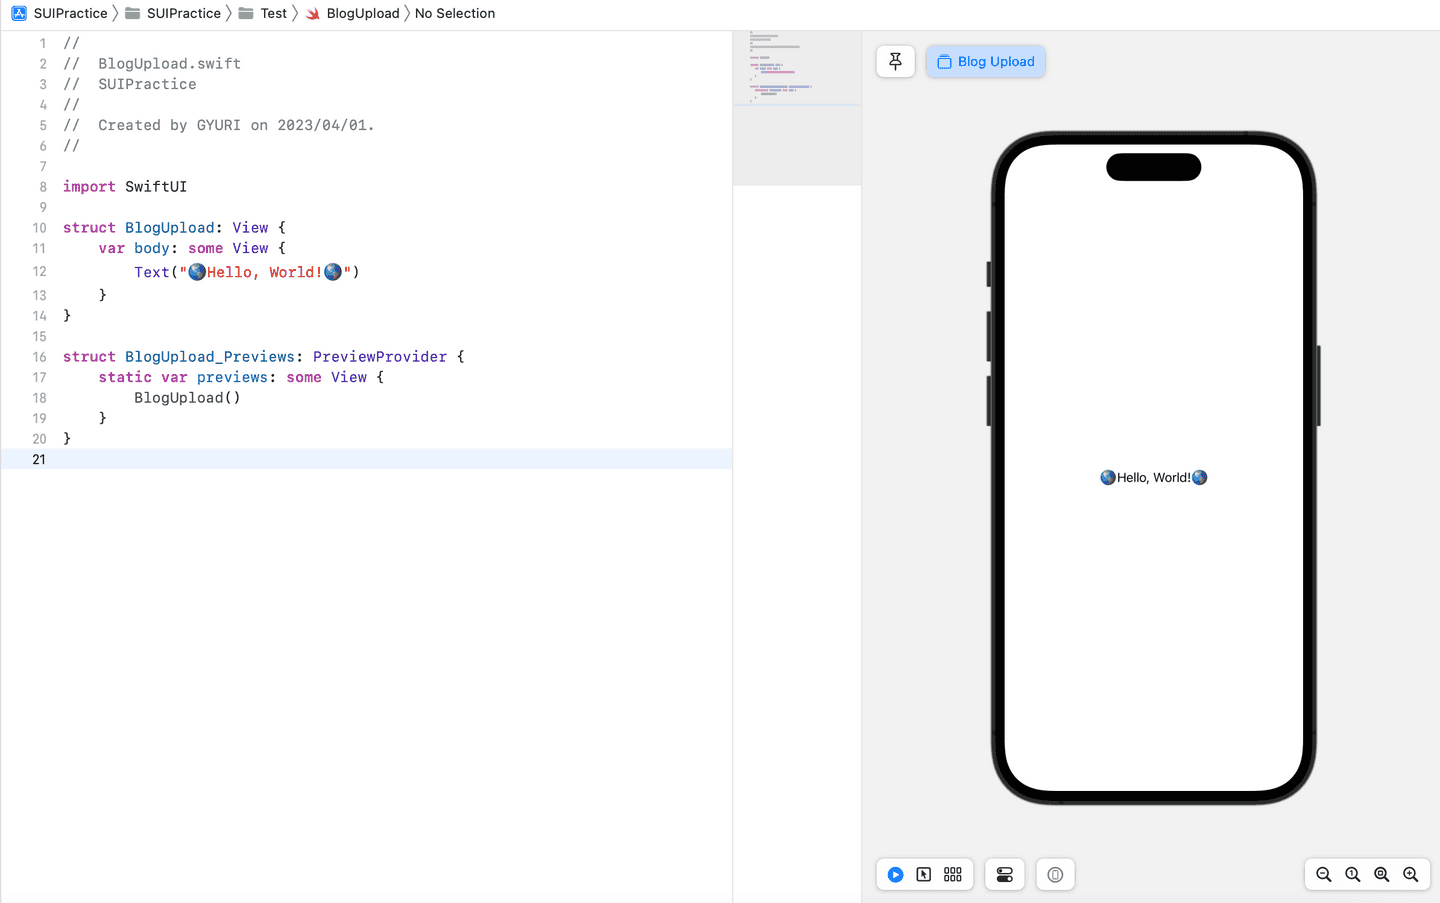 SUIPractice 〉 SUIPractice 〉 Test 〉 BlogUpload 〉 No Selection
1 //
2 //  BlogUpload.swift
3 //  SUIPractice
4 //
5 //  Created by GYURI on 2023/04/01.
6 //
7
8 import SwiftUI
9
10 struct BlogUpload: View {
11     var body: some View {
12         Text("🌏Hello, World!🌏")
13     }
14 }
15
16 struct BlogUpload_Previews: PreviewProvider {
17     static var previews: some View {
18         BlogUpload()
19     }
20 }
21
Blog Upload
🌏Hello, World!🌏